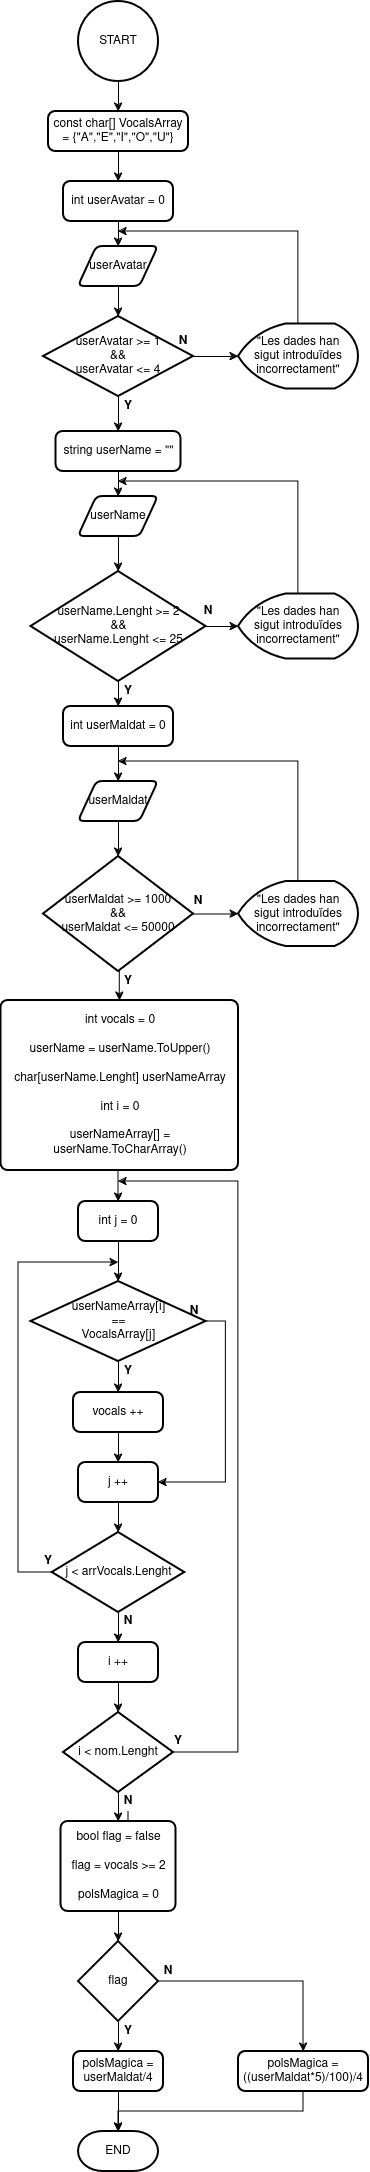 START
const char[] VocalsArray
= {"A","E","I","O","U"}
int userAvatar = 0
userAvatar
userAvatar >= 1
&&
userAvatar <= 4
N
"Les dades han
sigut introduïdes
incorrectament"
Y
string userName = ""
userName
userName.Lenght >= 2
&&
userName.Lenght <= 25
N
"Les dades han
sigut introduïdes
incorrectament"
Y
int userMaldat = 0
userMaldat
userMaldat >= 1000
&&
userMaldat <= 50000
N
"Les dades han
sigut introduïdes
incorrectament"
Y
int vocals = 0
userName = userName.ToUpper()
char[userName.Lenght] userNameArray
int i = 0
userNameArray[] =
userName.ToCharArray()
int j = 0
userNameArray[i]
==
VocalsArray[j]
N
Y
vocals ++
j ++
j < arrVocals.Lenght
Y
N
i ++
i < nom.Lenght
Y
N
bool flag = false
flag = vocals >= 2
polsMagica = 0
flag
N
Y
polsMagica =
userMaldat/4
polsMagica =
((userMaldat*5)/100)/4
END